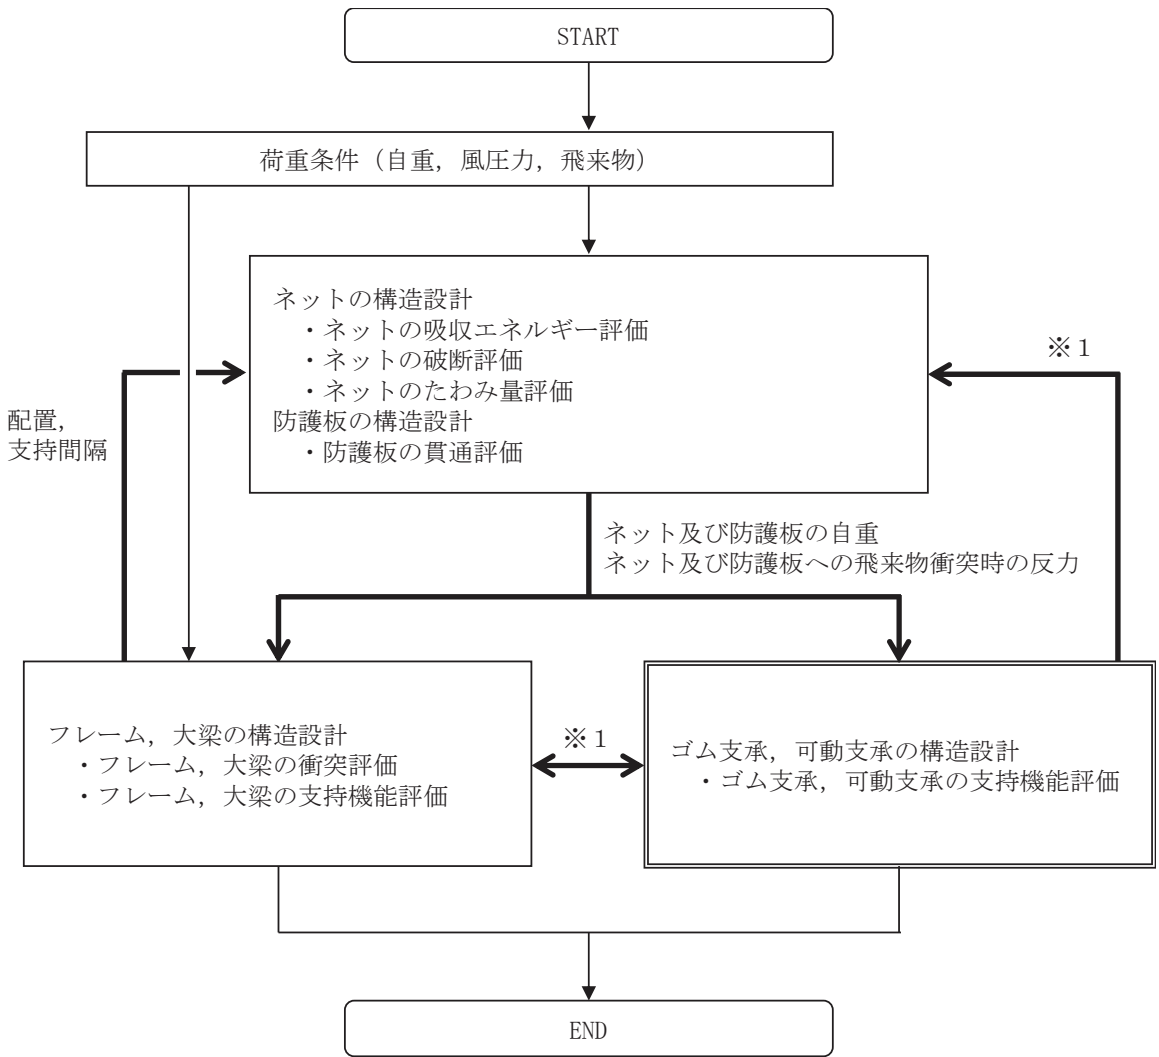 START
荷重条件（自重，風圧力，飛来物）
ネットの構造設計
・ネットの吸収エネルギー評価
・ネットの破断評価
・ネットのたわみ量評価
防護板の構造設計
・防護板の貫通評価
※１
配置，
支持間隔
ネット及び防護板の自重
ネット及び防護板への飛来物衝突時の反力
フレーム，大梁の構造設計
・フレーム，大梁の衝突評価
・フレーム，大梁の支持機能評価
※１
ゴム支承，可動支承の構造設計
・ゴム支承，可動支承の支持機能評価
END